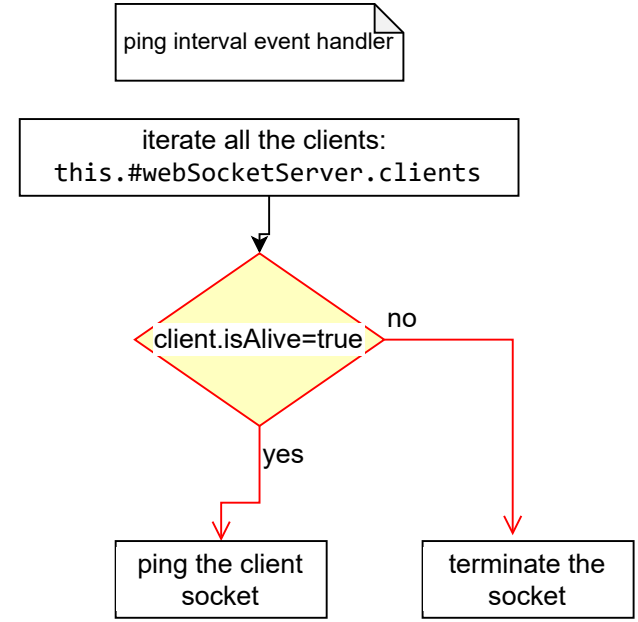 ping interval event handler
iterate all the clients:
this.#webSocketServer.clients
client.isAlive=true
no
yes
ping the client
socket
terminate the
socket